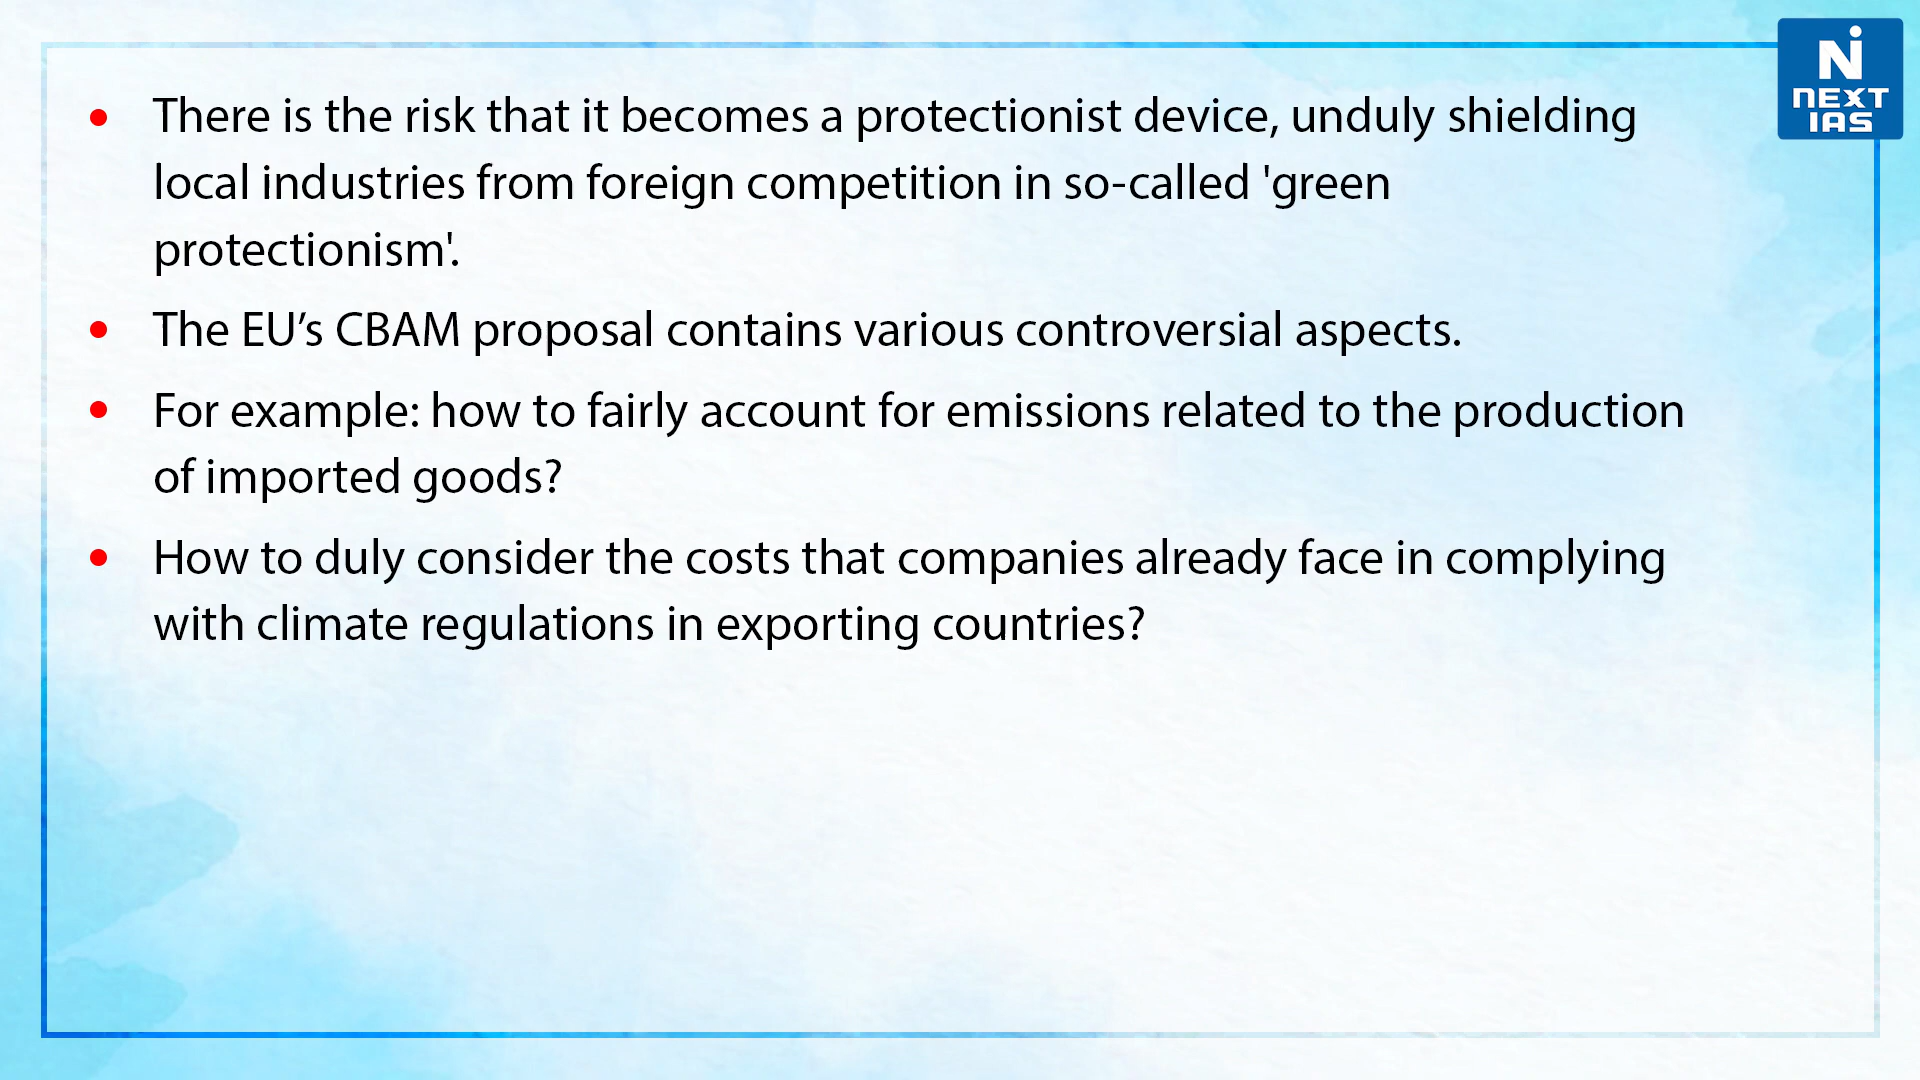 There is the risk that it becomes a protectionist device, unduly shielding
local industries from foreign competition in so-called 'green
protectionism'.
The EU’s CBAM proposal contains various controversial aspects.
For example: how to fairly account for emissions related to the production
of imported goods?
How to duly consider the costs that companies already face in complying
with climate regulations in exporting countries?
N
NEXT
IAS